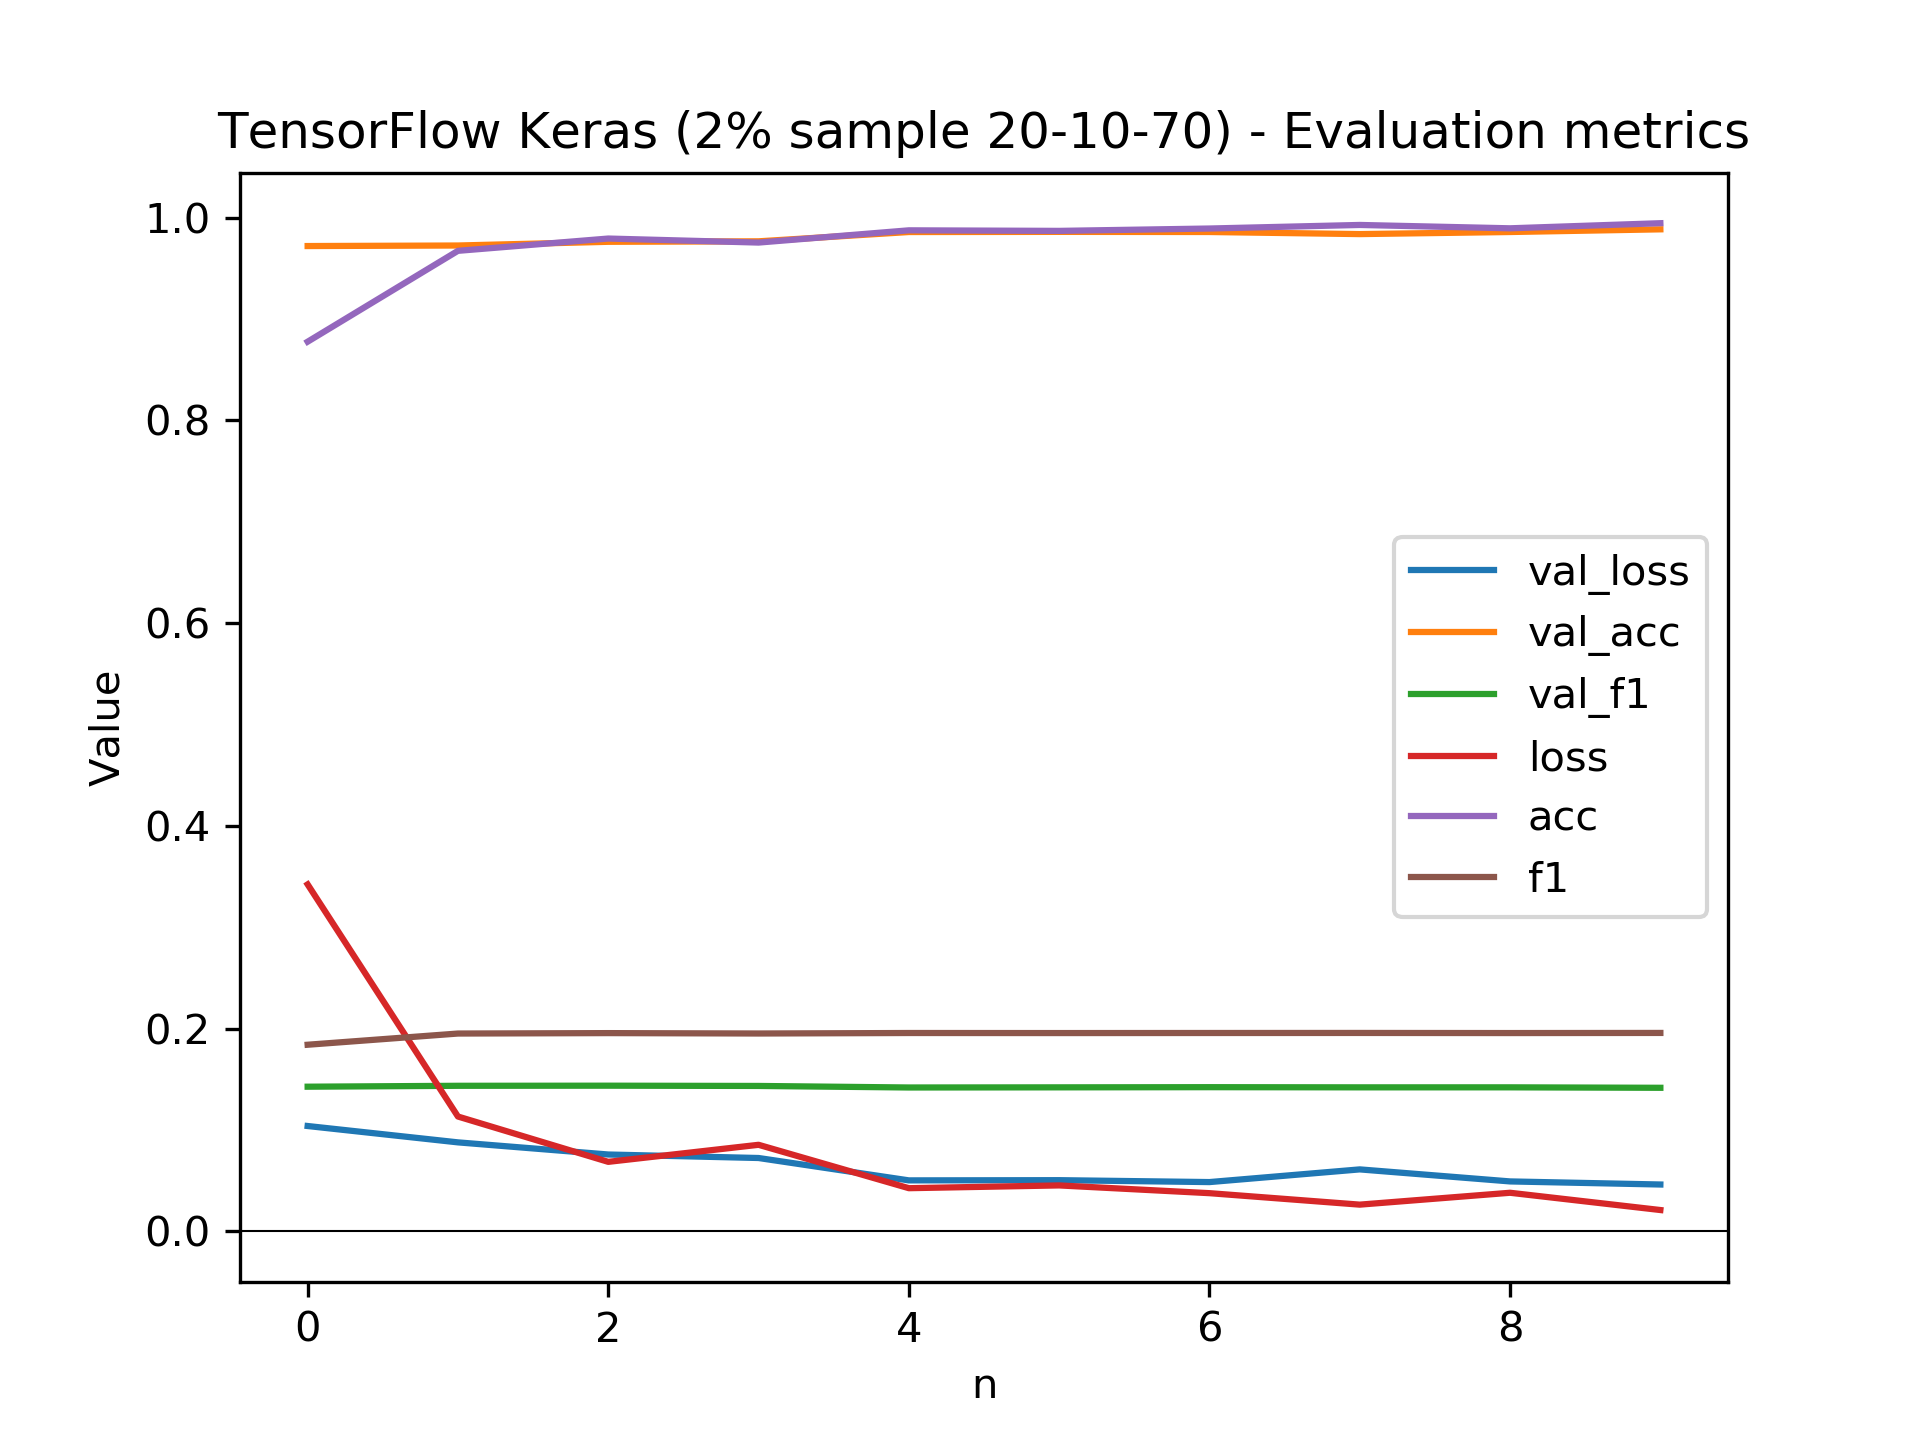 TensorFlow Keras (2% sample 20-10-70) - Evaluation metrics
1.0
0.8
0.6
0.4
0.2
0.0
Value
val_loss
val_acc
val_f1
loss
acc
f1
0 2 4 6 8
n